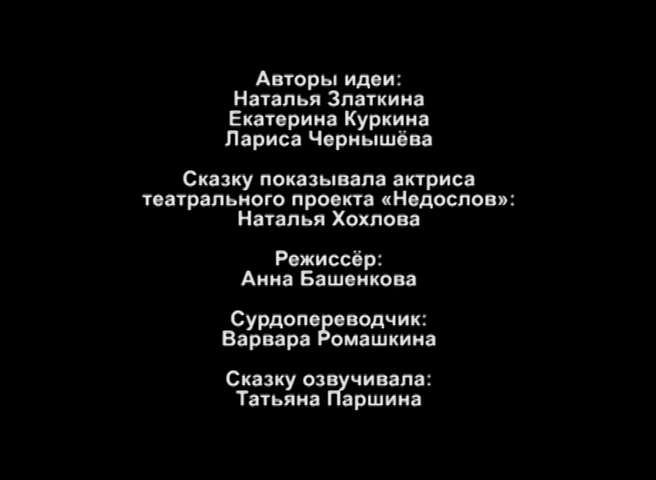 Авторы идеи:
Наталья Златкина
Екатерина Куркина
Лариса Чернышёва
Сказку показывала актриса
театрального проекта «Недослов»:
Наталья Хохлова
Режиссёр:
Анна Башенкова
Сурдопереводчик:
Варвара Ромашкина
Сказку озвучивала:
Татьяна Паршина